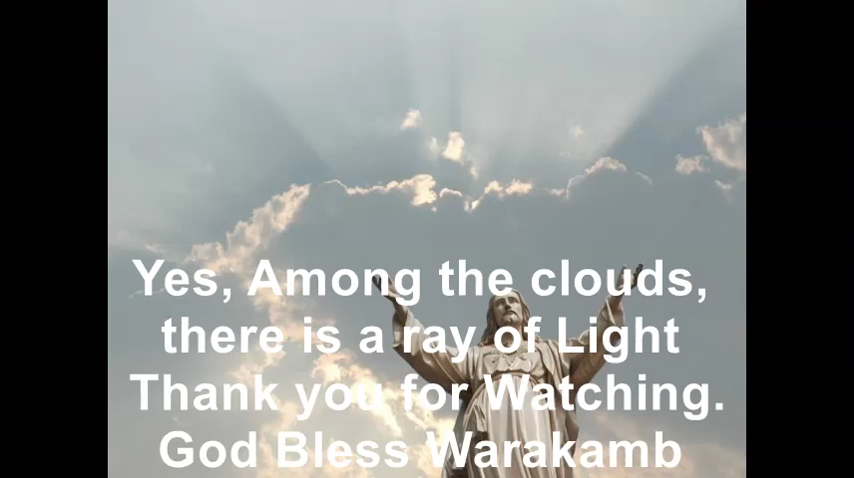 Yes, Among the clouds,
there is a ray of Light
Thank you for Watching.
God Bless Warakamb